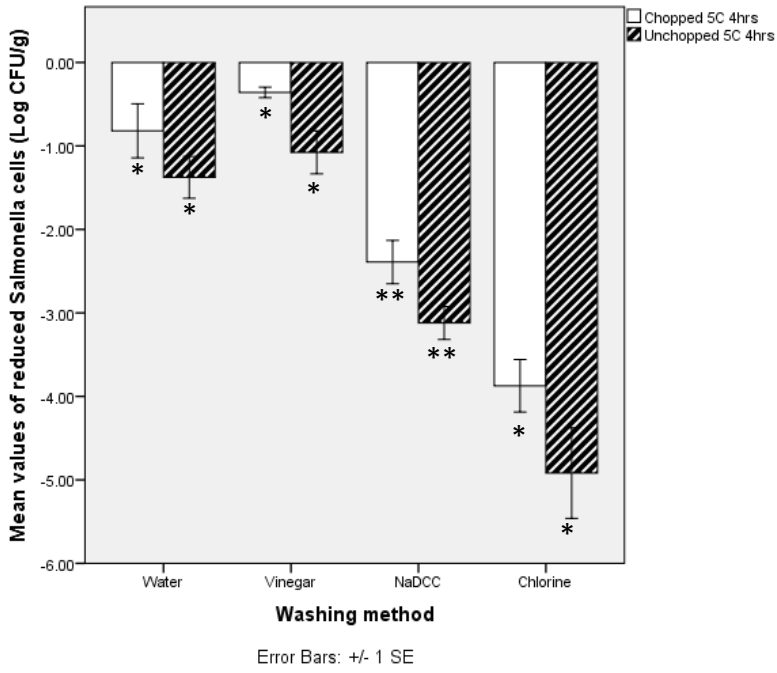 Chopped 5C 4hrs
Unchopped 5C 4hrs
Mean values of reduced Salmonella cells (Log CFU/g)
0.00
-1.00
-2.00
-3.00
-4.00
-5.00
-6.00
*
*
*
*
**
**
*
*
Water Vinegar NaDCC Chlorine
Washing method
Error Bars: +/- 1 SE